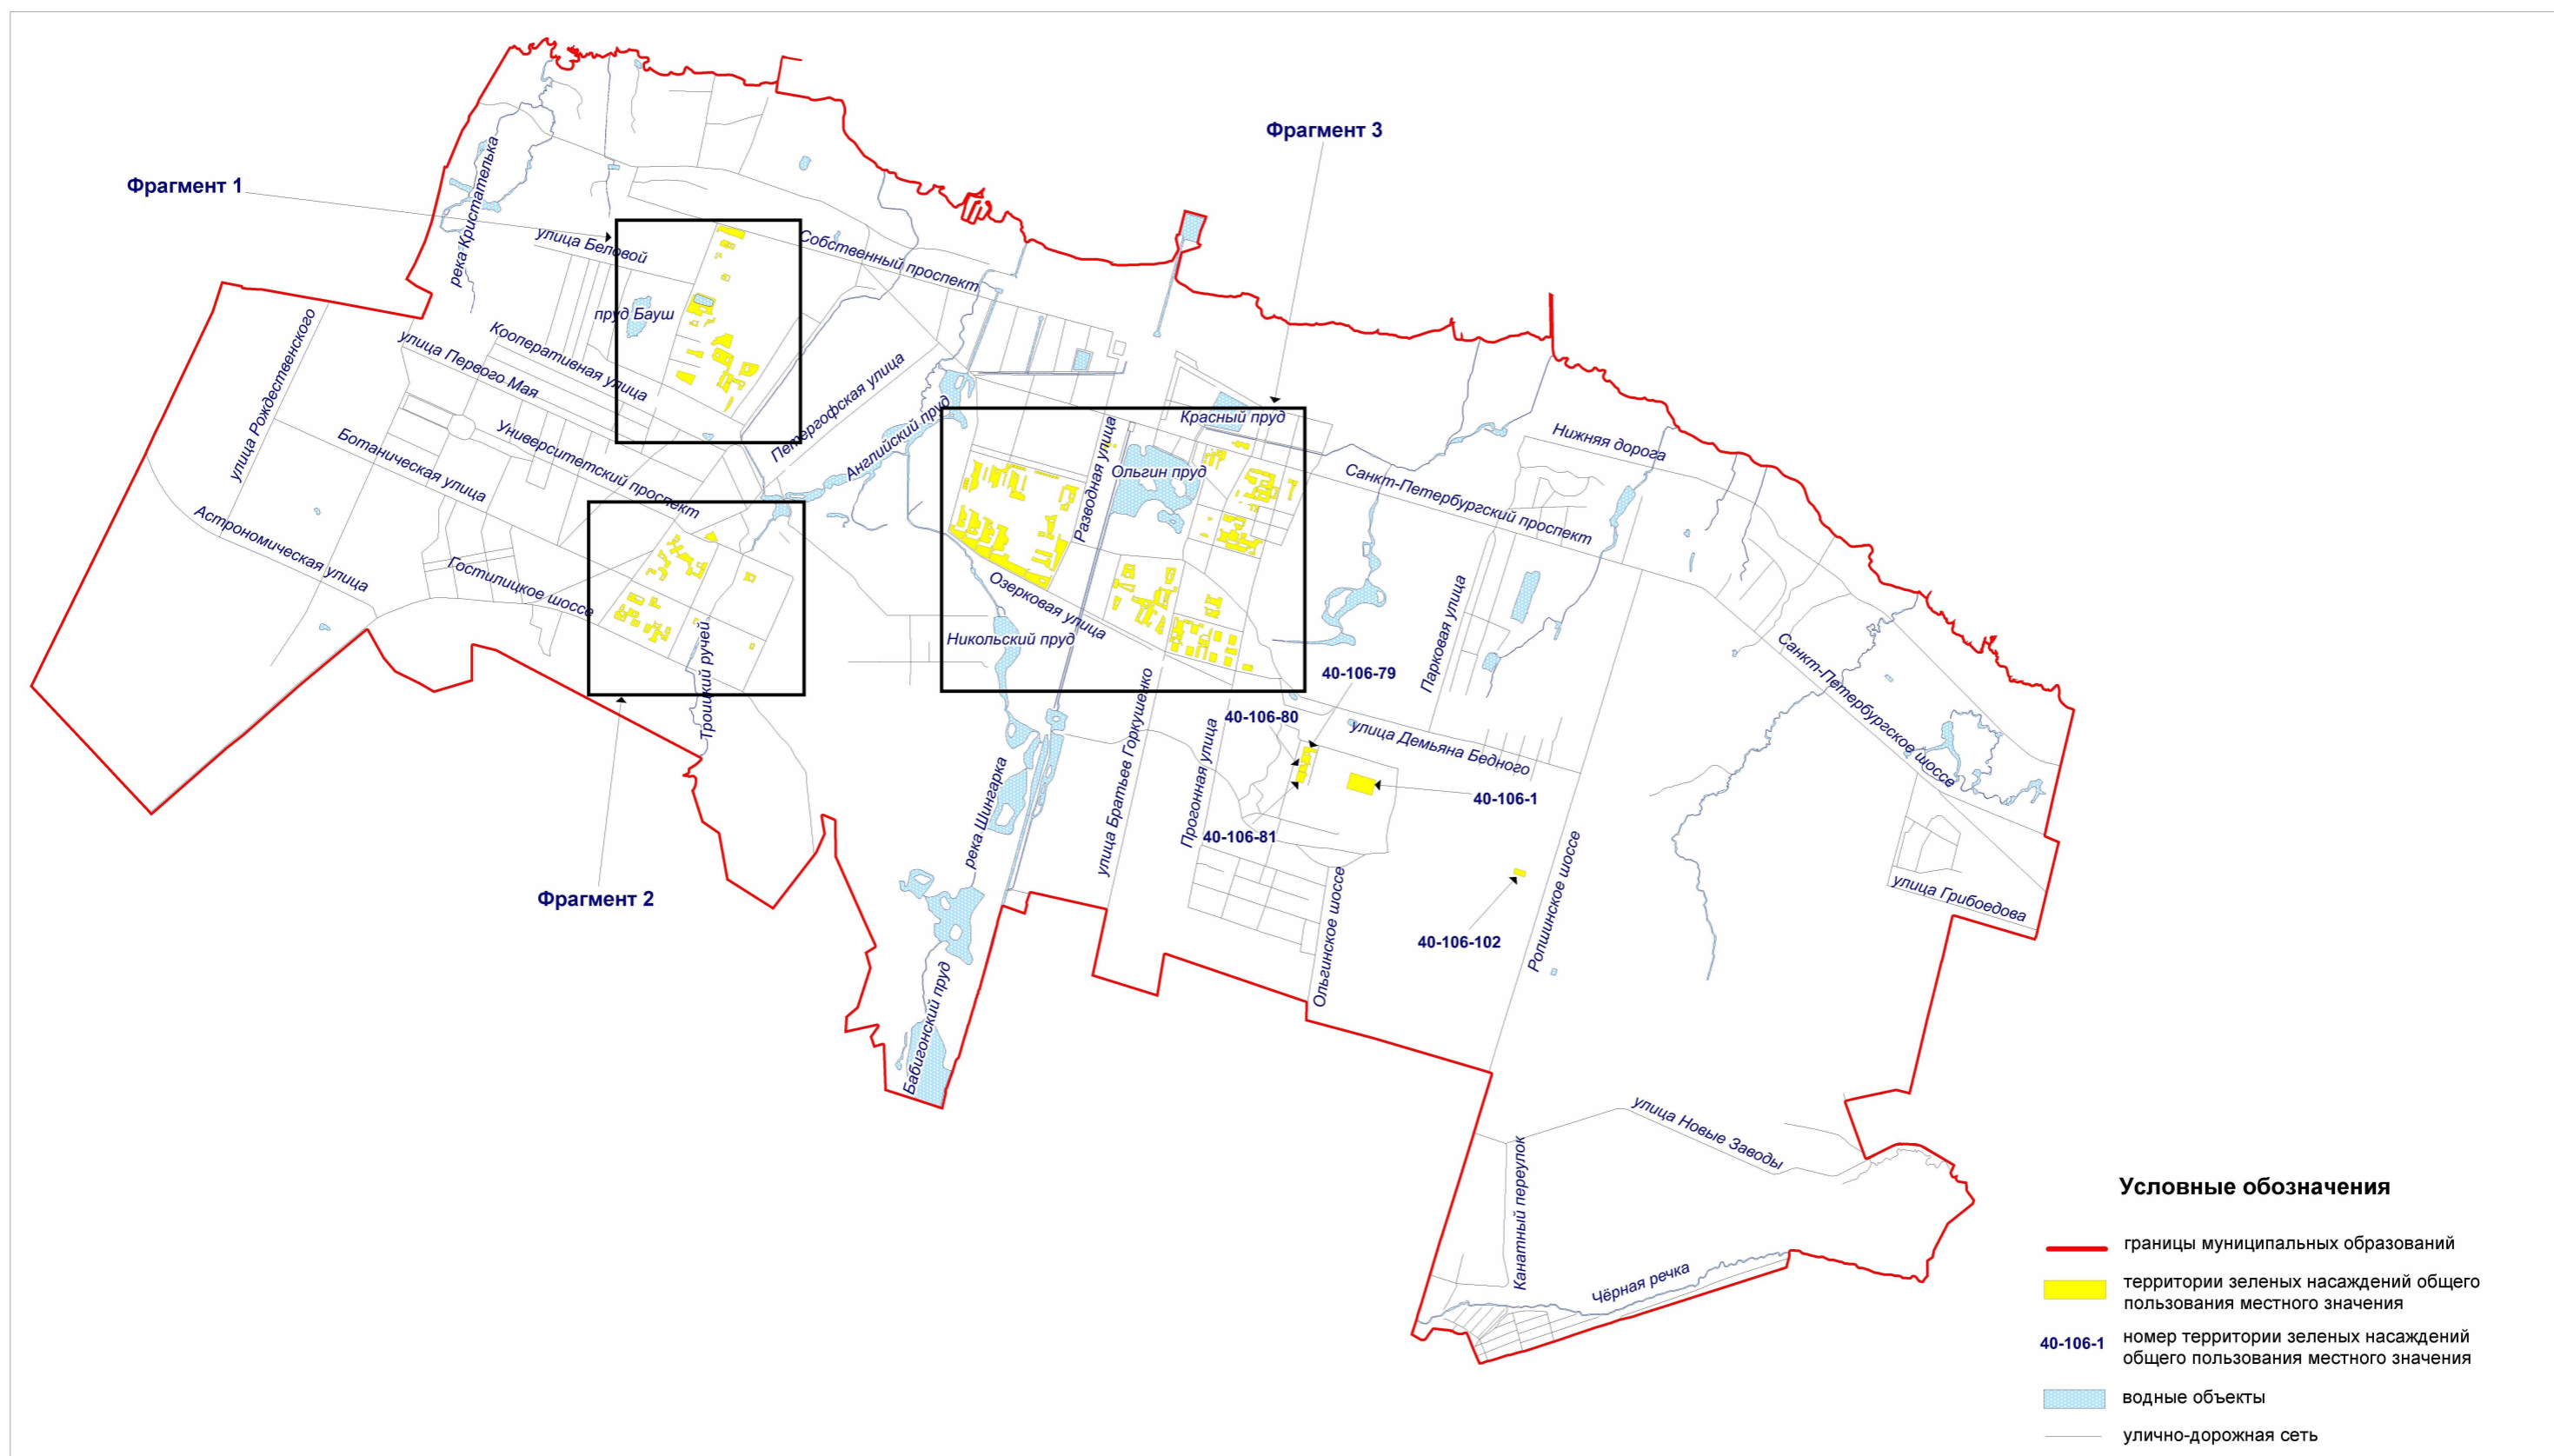 Фрагмент 3
Фрагмент 1
река Кристателька
улица Беловой
Собственный проспект
пруд Бауш
Кооперативная улица
улица Первого Мая
улица Рождественского
Петергофская улица
Английский пруд
Красный пруд
Ботаническая улица
Университетский проспект
Разводная улица
Ольгин пруд
Нижняя дорога
Санкт-Петербургский проспект
Астрономическая улица
Гостилицкое шоссе
Озерковая улица
Никольский пруд
Троицкий ручей
Парковая улица
Санкт-Петербургское шоссе
40-106-79
40-106-80
улица Демьяна Бедного
улица Братьев Горкушенко
Прогонная улица
река Шингарка
40-106-1
40-106-81
Фрагмент 2
Ропшинское шоссе
улица Грибоедова
40-106-102
Ольгинское шоссе
Бабигонский пруд
улица Новые Заводы
Канатный переулок
Чёрная речка
Условные обозначения
границы муниципальных образований
территории зеленых насаждений общего
пользования местного значения
40-106-1 номер территории зеленых насаждений
общего пользования местного значения
водные объекты
улично-дорожная сеть